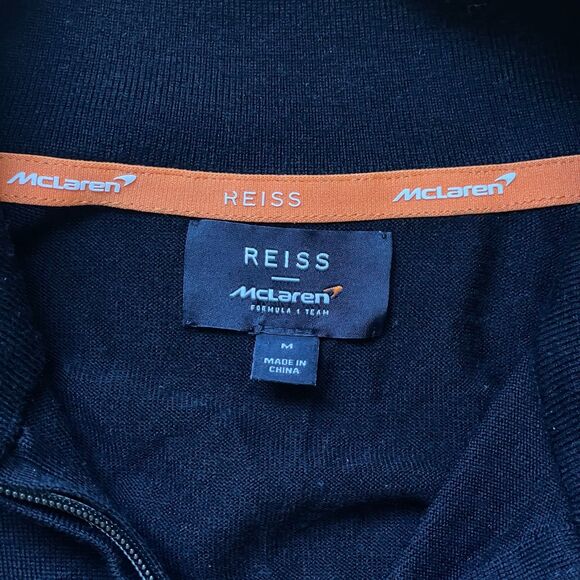 McLaren REISS McLaren
REISS
McLaren
FORMULA 1 TEAM
M
MADE IN
CHINA